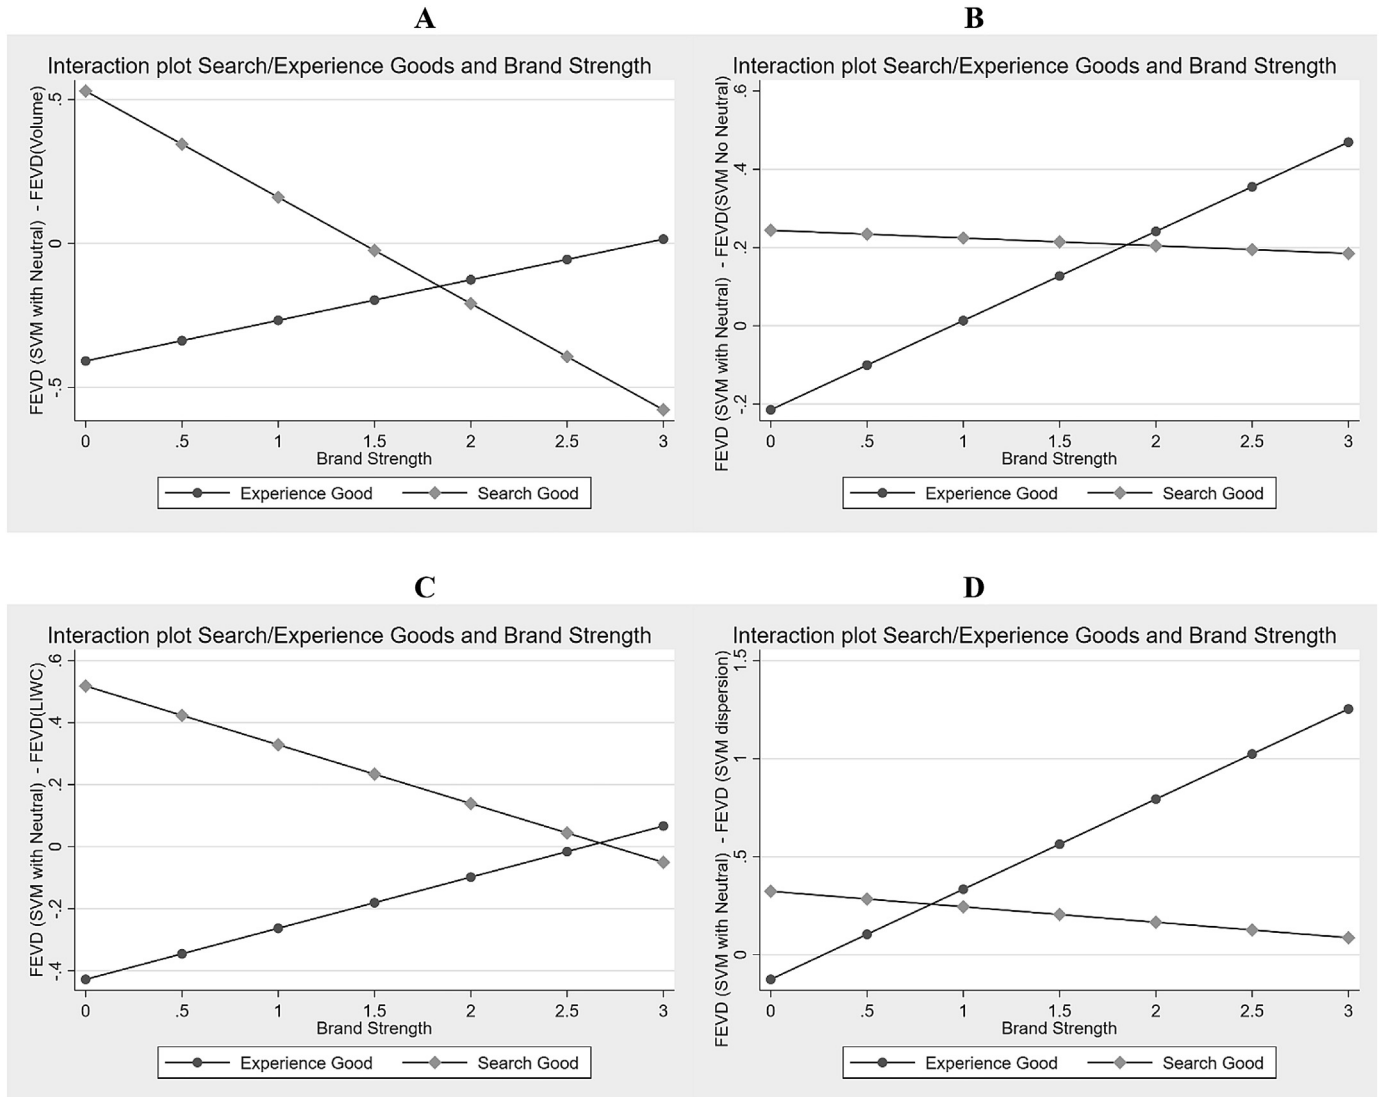 A
B
Interaction plot Search/Experience Goods and Brand Strength
FEVD (SVM with Neutral) - FEVD(Volume)
.5
0
-.5
0 .5 1 1.5 2 2.5 3
Brand Strength
Experience Good Search Good
Interaction plot Search/Experience Goods and Brand Strength
FEVD (SVM with Neutral) - FEVD(SVM No Neutral)
.6
.4
.2
0
-.2
0 .5 1 1.5 2 2.5 3
Brand Strength
Experience Good Search Good
C
D
Interaction plot Search/Experience Goods and Brand Strength
FEVD (SVM with Neutral) - FEVD(LIWC)
.6
.4
.2
0
-.2
-.4
0 .5 1 1.5 2 2.5 3
Brand Strength
Experience Good Search Good
Interaction plot Search/Experience Goods and Brand Strength
FEVD (SVM with Neutral) - FEVD (SVM dispersion)
1.5
1
.5
0
0 .5 1 1.5 2 2.5 3
Brand Strength
Experience Good Search Good